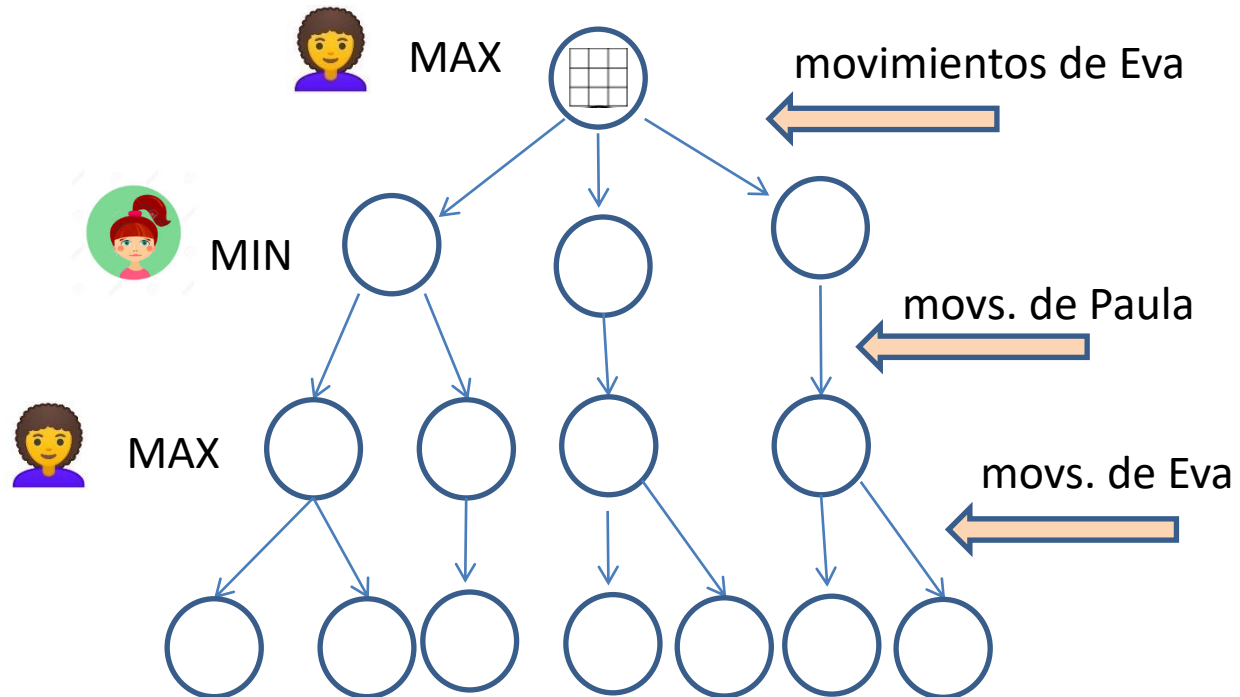 MAX
movimientos de Eva
MIN
movs. de Paula
MAX
movs. de Eva